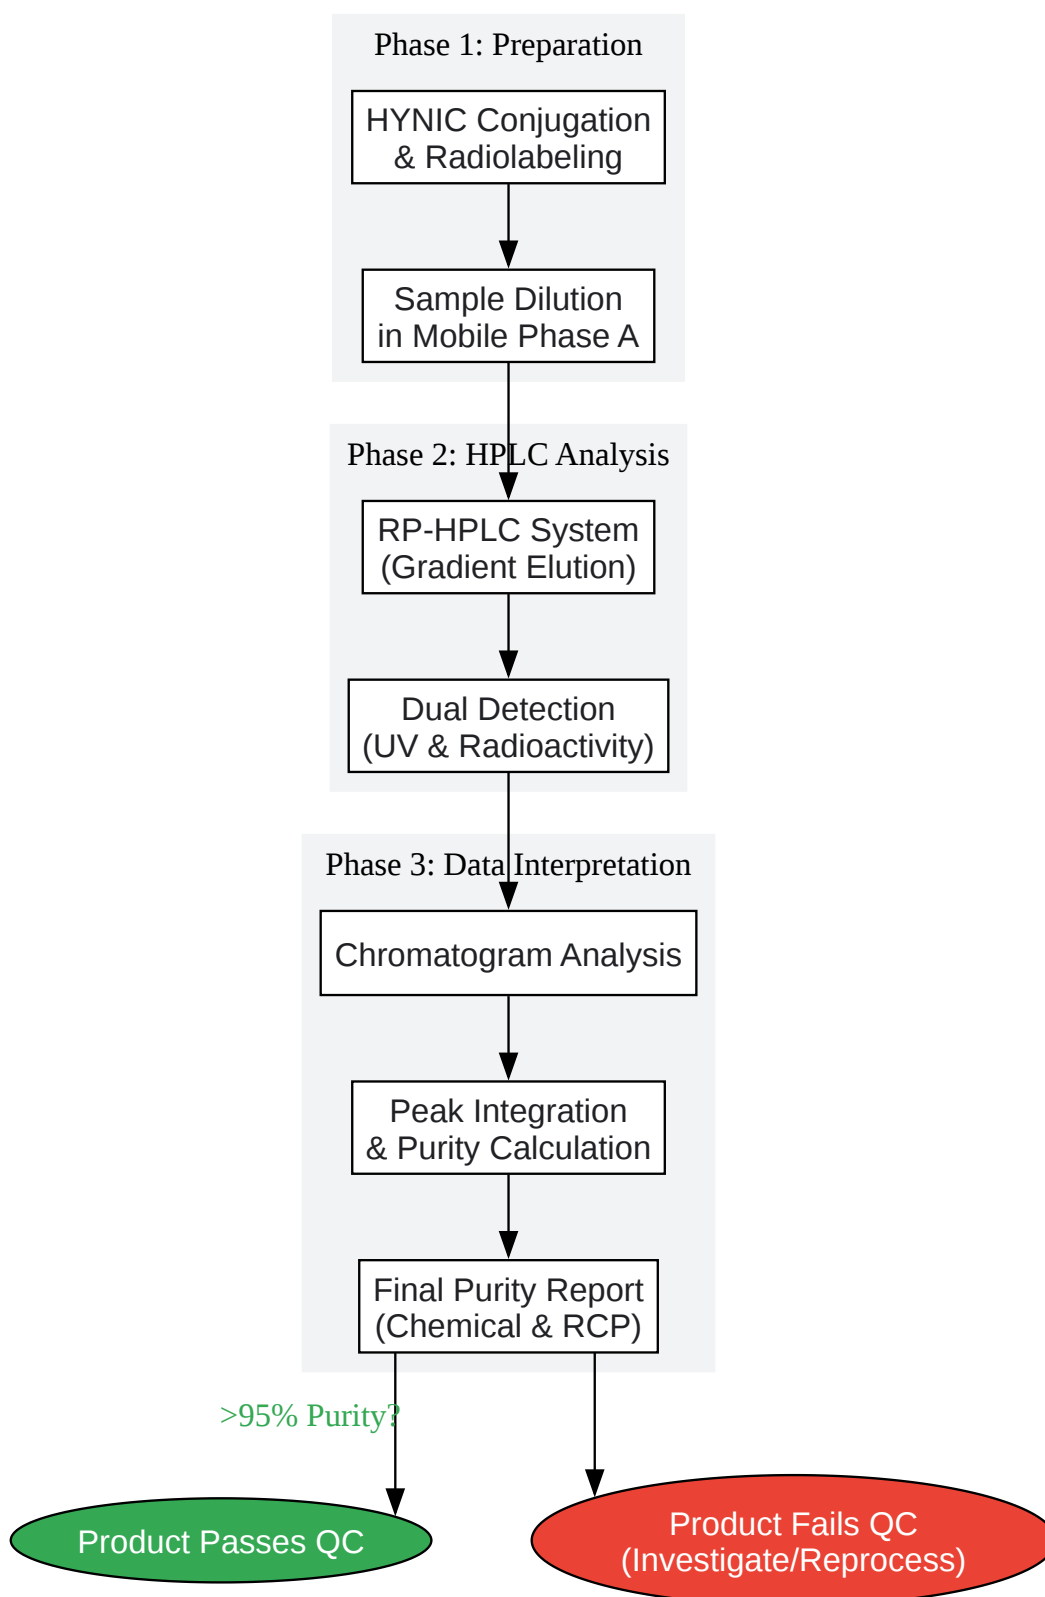 Phase 1: Preparation
HYNIC Conjugation
& Radiolabeling
Sample Dilution
in Mobile Phase A
Phase 2: HPLC Analysis
RP-HPLC System
(Gradient Elution)
Dual Detection
(UV & Radioactivity)
Phase 3: Data Interpretation
Chromatogram Analysis
Peak Integration
& Purity Calculation
Final Purity Report
(Chemical & RCP)
>95% Purity?
Product Passes QC
Product Fails QC
(Investigate/Reprocess)